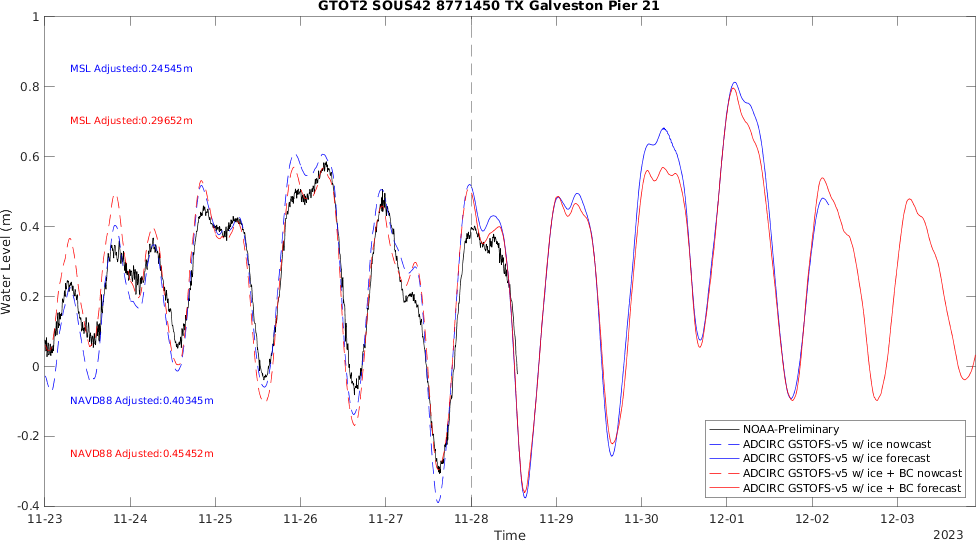 GTOT2 SOUS42 8771450 TX Galveston Pier 21
1
0.8
0.6
0.4
0.2
0
-0.2
-0.4
Water Level (m)
MSL Adjusted:0.24545m
MSL Adjusted:0.29652m
NAVD88 Adjusted:0.40345m
NAVD88 Adjusted:0.45452m
NOAA-Preliminary
ADCIRC GSTOFS-v5 w/ ice nowcast
ADCIRC GSTOFS-v5 w/ ice forecast
ADCIRC GSTOFS-v5 w/ice + BC nowcast
ADCIRC GSTOFS-v5 w/ice + BC forecast
11-23 11-24 11-25 11-26 11-27 11-28 11-29 11-30 12-01 12-02 12-03
Time
2023